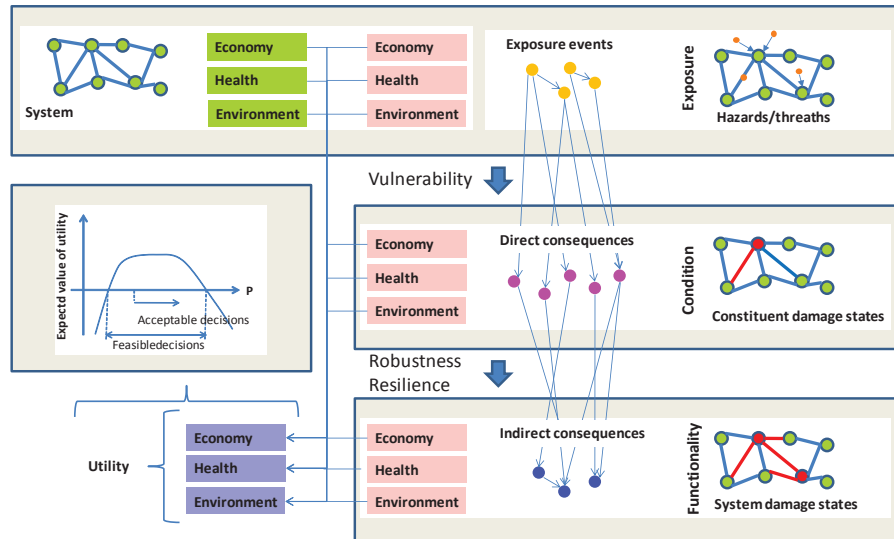 System
Economy
Health
Environment
Economy
Health
Environment
Exposure events
Exposure
Hazards/threaths
Vulnerability
Expectd value of utility
P
Acceptable decisions
Feasibledecisions
Economy
Health
Environment
Direct consequences
Condition
Constituent damage states
Robustness
Resilience
Utility
Economy
Health
Environment
Economy
Health
Environment
Indirect consequences
Functionality
System damage states